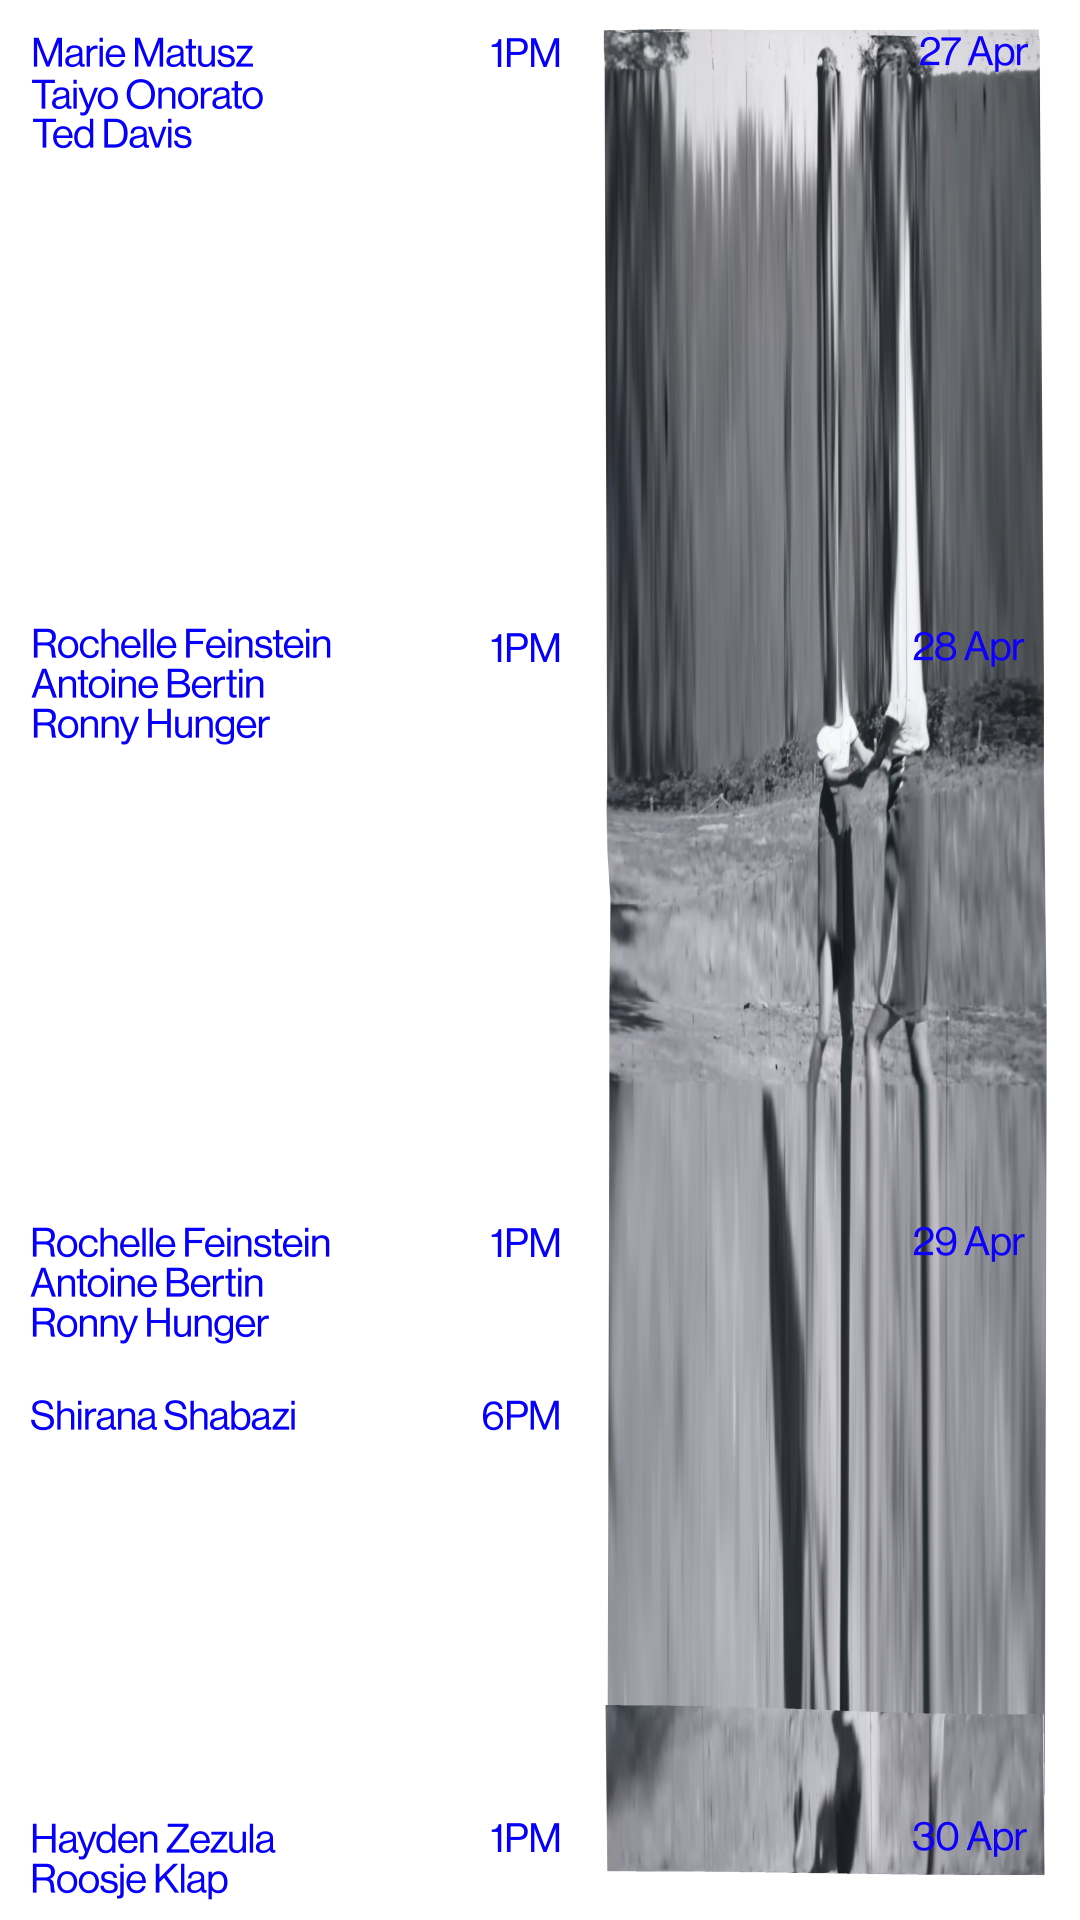 Marie Matusz 1PM 27 Apr
Taiyo Onorato
Ted Davis
Rochelle Feinstein 1PM 28 Apr
Antoine Bertin
Ronny Hunger
Rochelle Feinstein 1PM 29 Apr
Antoine Bertin
Ronny Hunger
Shirana Shabazi 6PM
Hayden Zezula 1PM 30 Apr
Roosje Klap